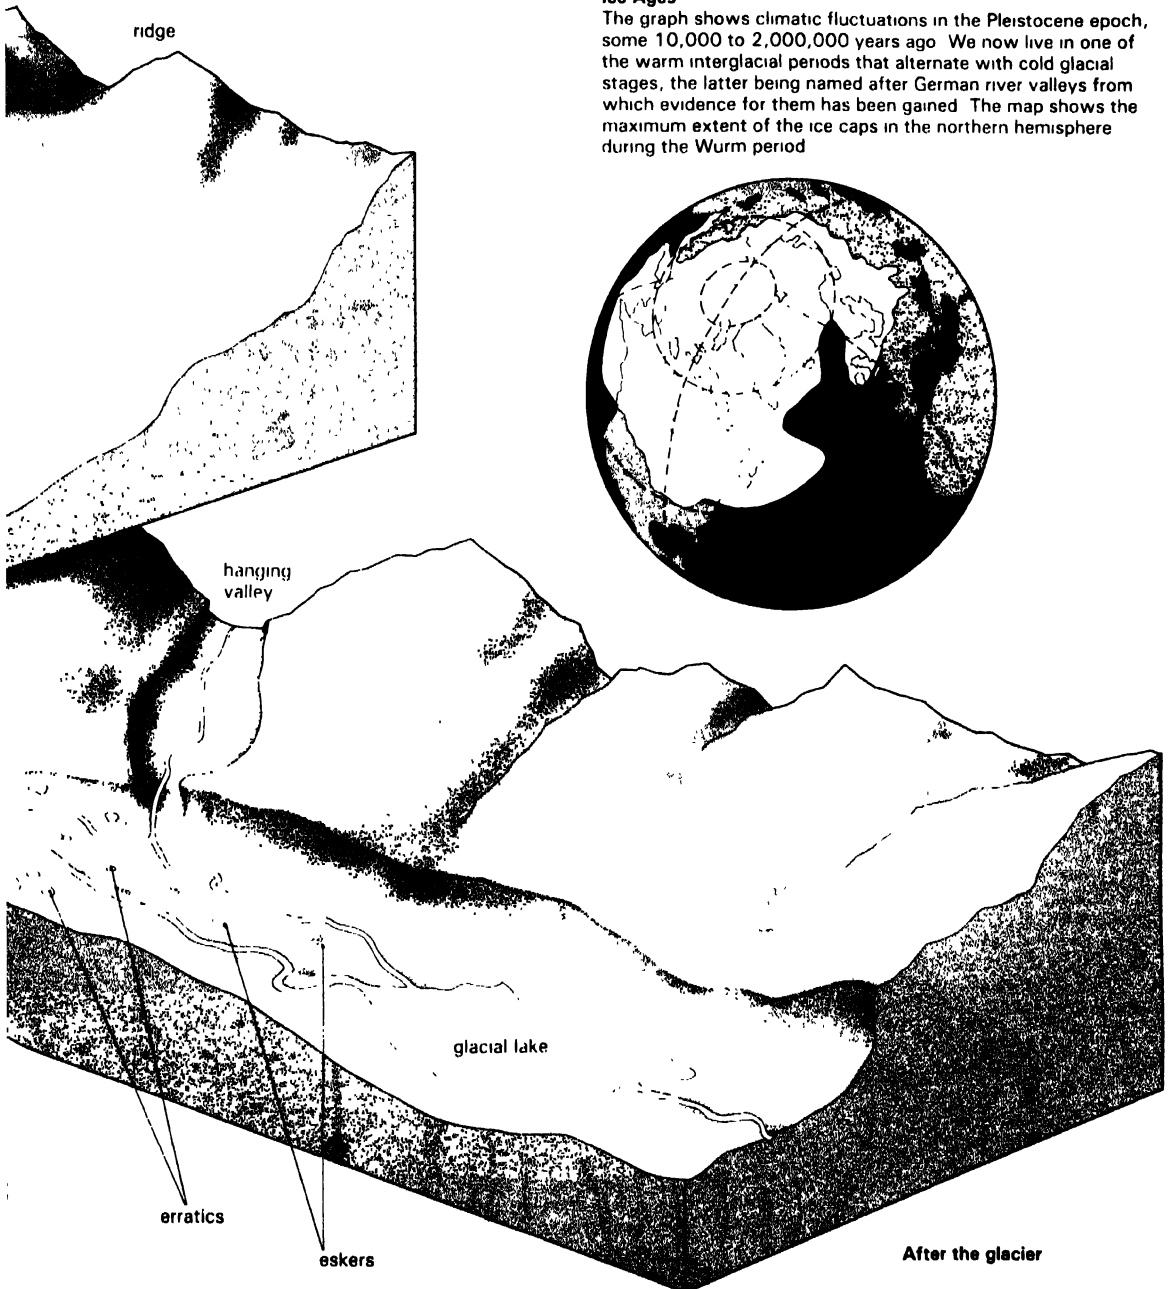 Ice Ages
The graph shows climatic fluctuations in the Pleistocene epoch,
some 10,000 to 2,000,000 years ago We now live in one of
the warm interglacial periods that alternate with cold glacial
stages, the latter being named after German river valleys from
which evidence for them has been gained The map shows the
maximum extent of the ice caps in the northern hemisphere
during the Wurm period
ridge
hanging
valley
glacial lake
erratics
eskers
After the glacier